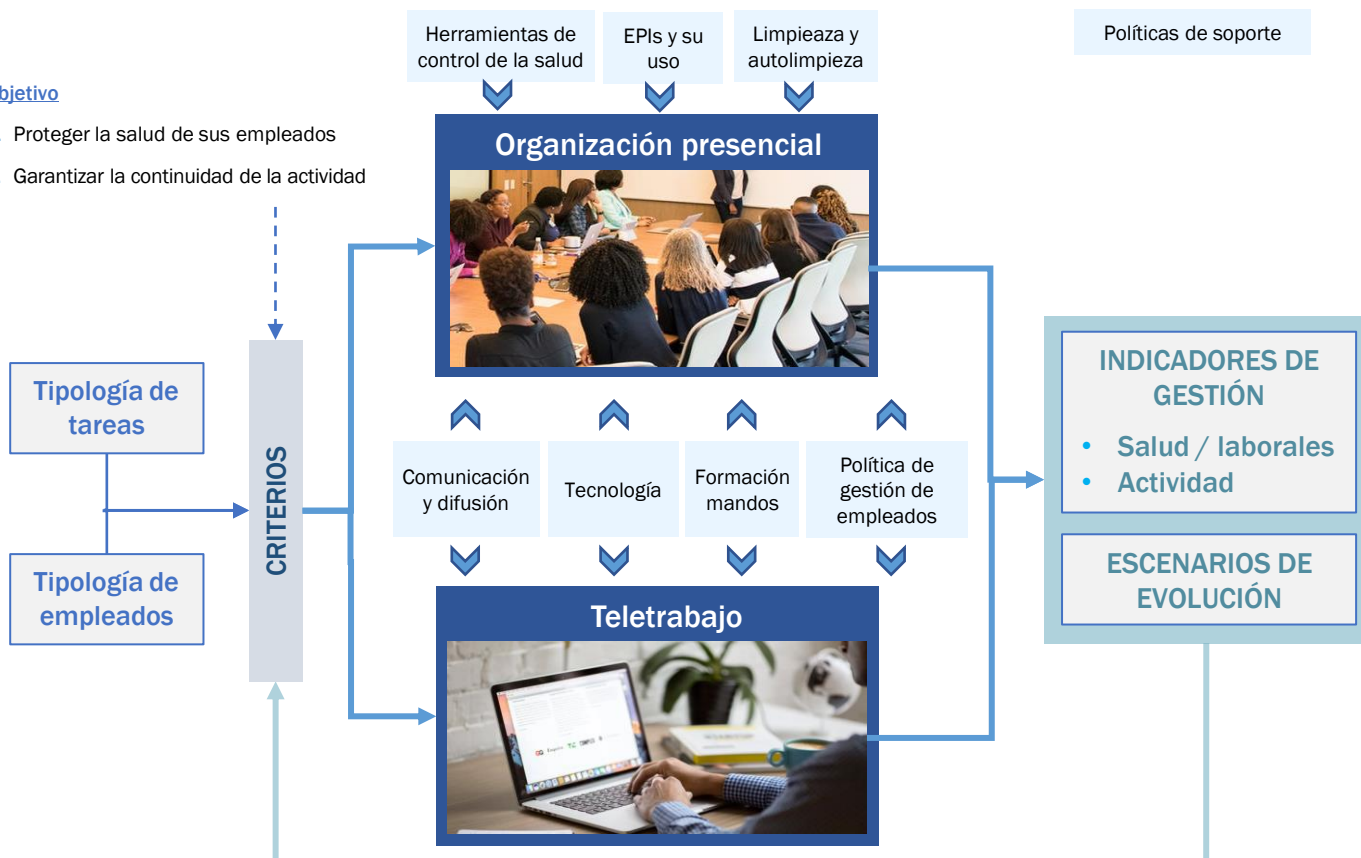 Herramientas de
control de la salud
EPIs y su
uso
Limpieaza y
autolimpieza
Políticas de soporte
bjetivo
Proteger la salud de sus empleados
Garantizar la continuidad de la actividad
Organización presencial
Tipología de
tareas
Tipología de
empleados
CRITERIOS
Comunicación
y difusión
Tecnología
Formación
mandos
Política de
gestión de
empleados
Teletrabajo
INDICADORES DE
GESTIÓN
• Salud / laborales
• Actividad
ESCENARIOS DE
EVOLUCIÓN